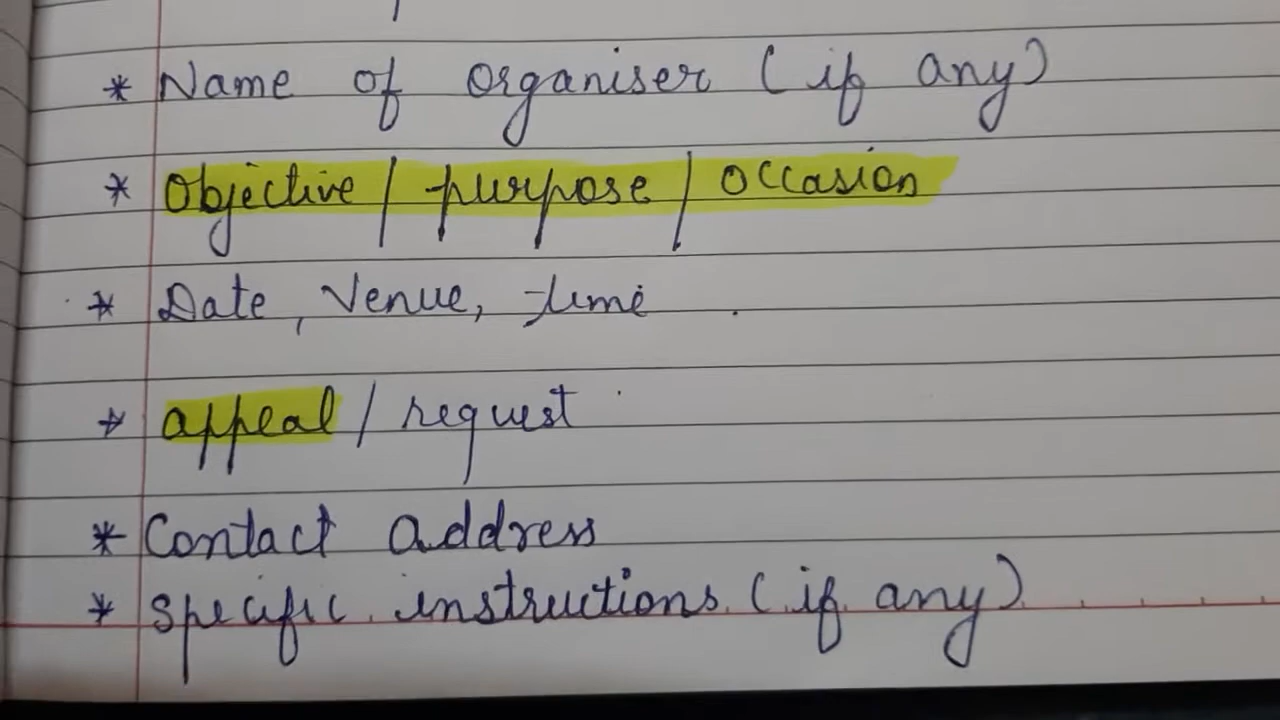 * Name of organiser (if any)
* Objective / purpose / occasion
* Date, Venue, time
* appeal / request
* Contact address
* specific instructions (if any)